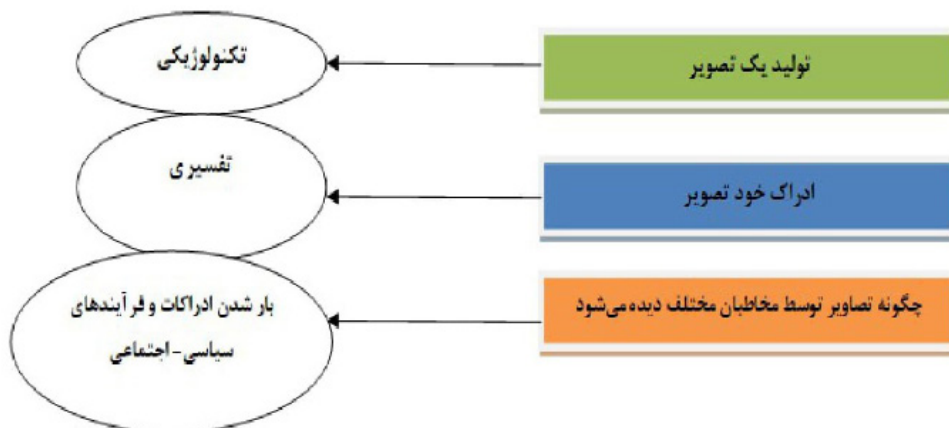 تولید یک تصویر
تکنولوژیکی
ادراک خود تصویر
تفسیری
چگونه تصاویر توسط مخاطبان مختلف دیده می‌شود
بار شدن ادراکات و فرآیندهای
سیاسی-اجتماعی